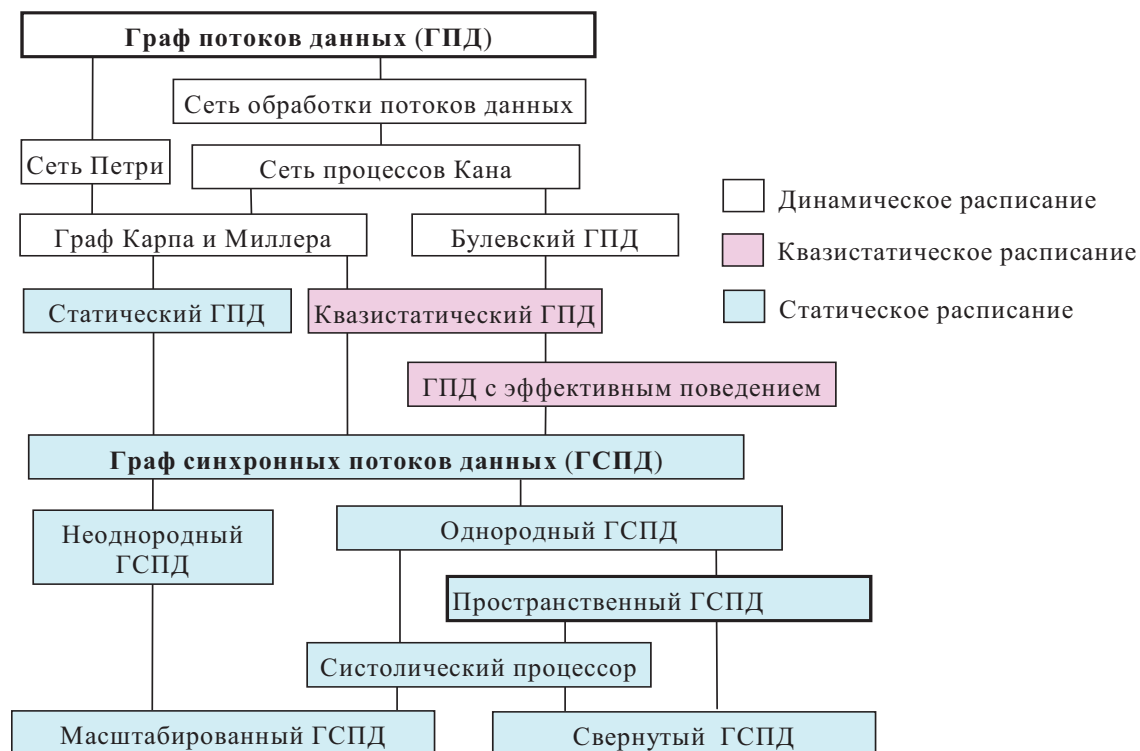 Граф потоков данных (ГПД)
Сеть обработки потоков данных
Сеть Петри
Сеть процессов Кана
Граф Карпа и Миллера
Булевский ГПД
Динамическое расписание
Квазистатическое расписание
Статическое расписание
Статический ГПД
Квазистатический ГПД
ГПД с эффективным поведением
Граф синхронных потоков данных (ГСПД)
Неоднородный
ГСПД
Однородный ГСПД
Пространственный ГСПД
Систолический процессор
Масштабированный ГСПД
Свернутый ГСПД